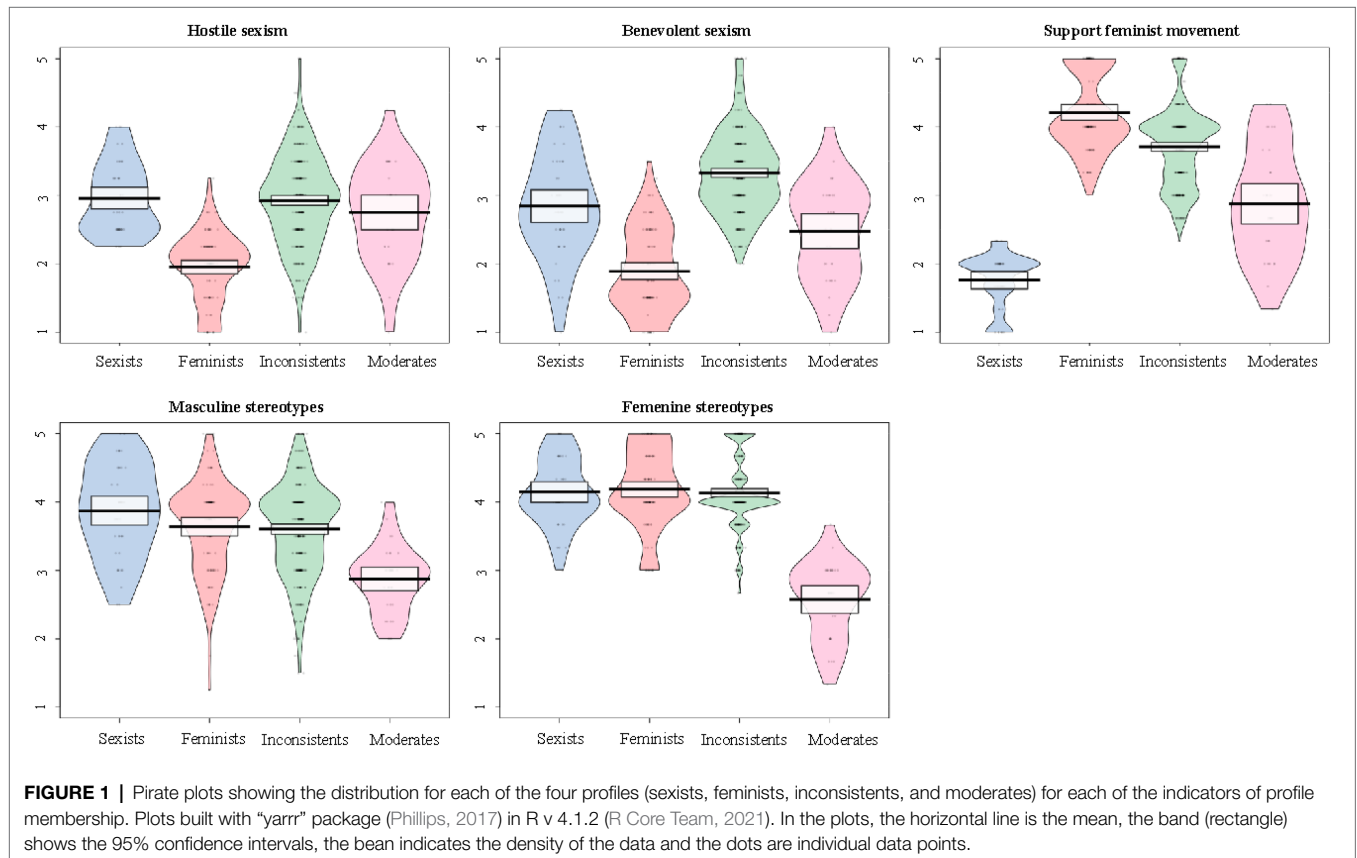 Hostile sexism
5
4
3
2
1
Sexists Feminists Inconsistents Moderates
Benevolent sexism
5
4
3
2
1
Sexists Feminists Inconsistents Moderates
Support feminist movement
5
4
3
2
1
Sexists Feminists Inconsistents Moderates
Masculine stereotypes
5
4
3
2
1
Sexists Feminists Inconsistents Moderates
Femenine stereotypes
5
4
3
2
1
Sexists Feminists Inconsistents Moderates
FIGURE 1 | Pirate plots showing the distribution for each of the four profiles (sexists, feminists, inconsistents, and moderates) for each of the indicators of profile
membership. Plots built with “yarrr” package (Phillips, 2017) in R v 4.1.2 (R Core Team, 2021). In the plots, the horizontal line is the mean, the band (rectangle)
shows the 95% confidence intervals, the bean indicates the density of the data and the dots are individual data points.